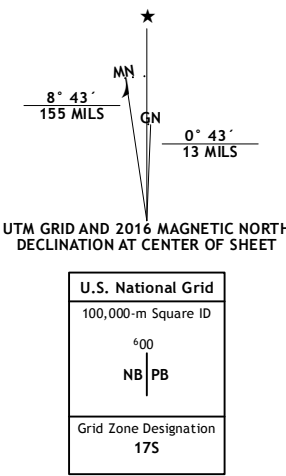 ★
MN
GN
8° 43´
155 MILS
0° 43´
13 MILS
UTM GRID AND 2016 MAGNETIC NORTH
DECLINATION AT CENTER OF SHEET
U.S. National Grid
100,000-m Square ID
⁶00
NB PB
Grid Zone Designation
17S